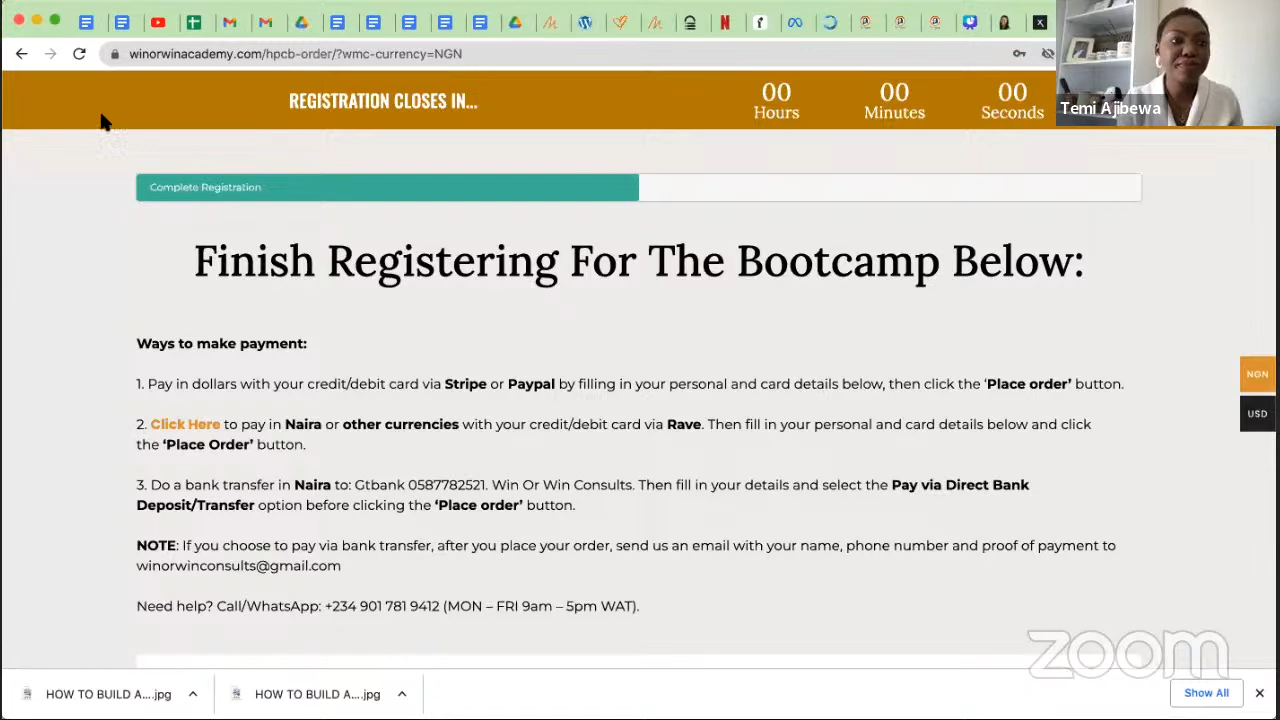 winorwinacademy.com/hpcb-order/?wmc-currency=NGN
REGISTRATION CLOSES IN...
00 Hours
00 Minutes
00 Seconds
Temi Ajibewa
Complete Registration
Finish Registering For The Bootcamp Below:
Ways to make payment:
1. Pay in dollars with your credit/debit card via Stripe or Paypal by filling in your personal and card details below, then click the ‘Place order’ button.
2. Click Here to pay in Naira or other currencies with your credit/debit card via Rave. Then fill in your personal and card details below and click
the ‘Place Order’ button.
3. Do a bank transfer in Naira to: Gtbank 0587782521. Win Or Win Consults. Then fill in your details and select the Pay via Direct Bank
Deposit/Transfer option before clicking the ‘Place order’ button.
NOTE: If you choose to pay via bank transfer, after you place your order, send us an email with your name, phone number and proof of payment to
winorwinconsults@gmail.com
Need help? Call/WhatsApp: +234 901 781 9412 (MON – FRI 9am – 5pm WAT).
NGN
USD
zoom
HOW TO BUILD A....jpg
HOW TO BUILD A....jpg
Show All